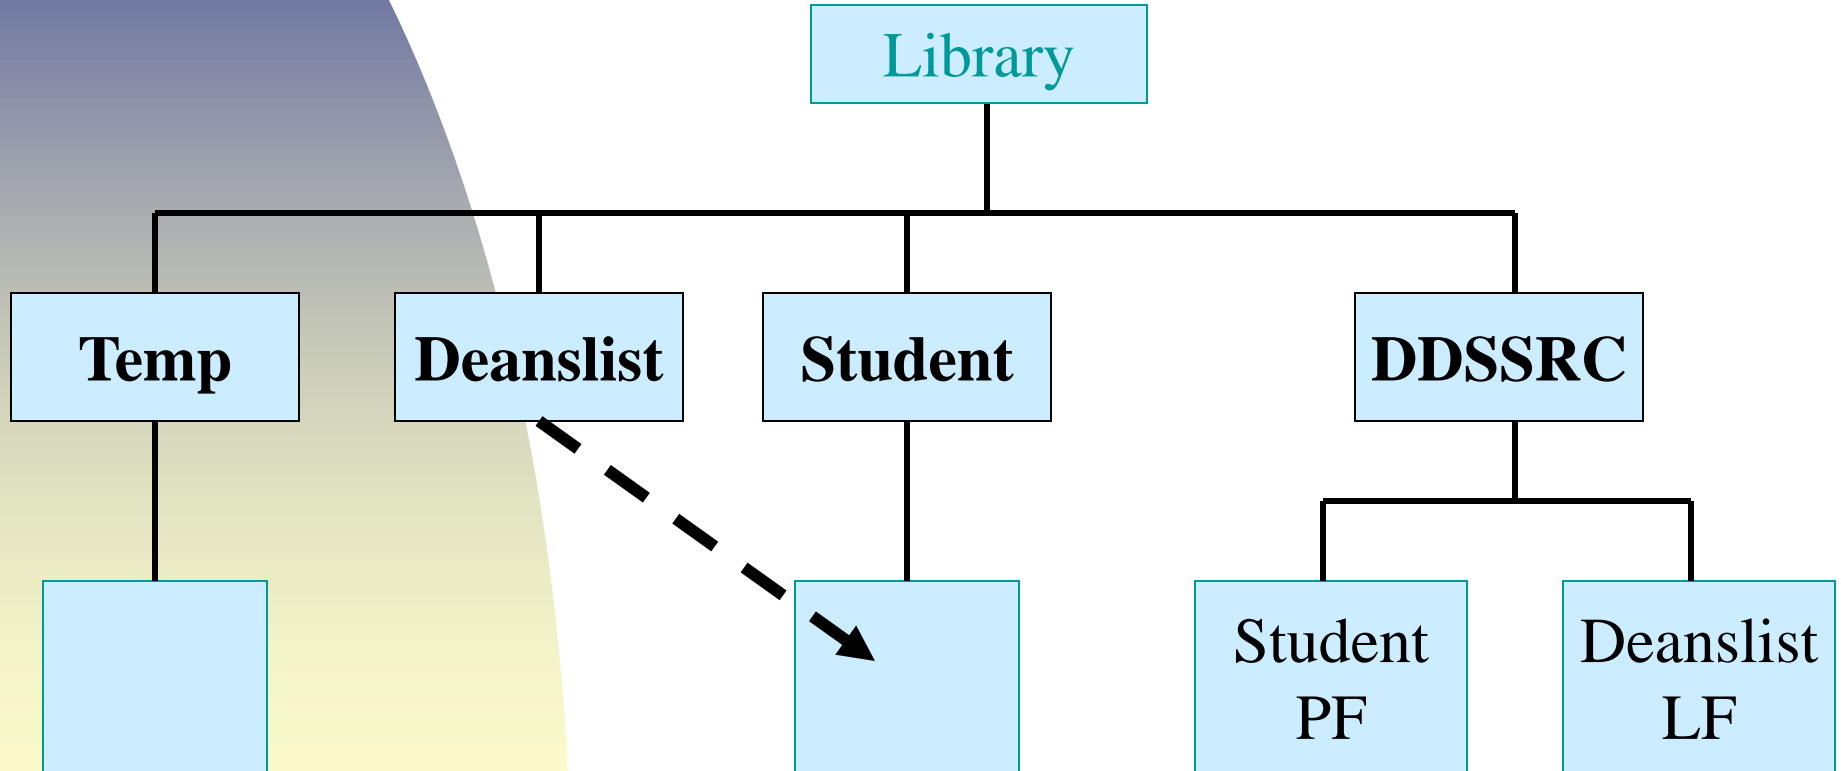 Library
Temp
Deanslist
Student
DDSSRC
Student
PF
Deanslist
LF